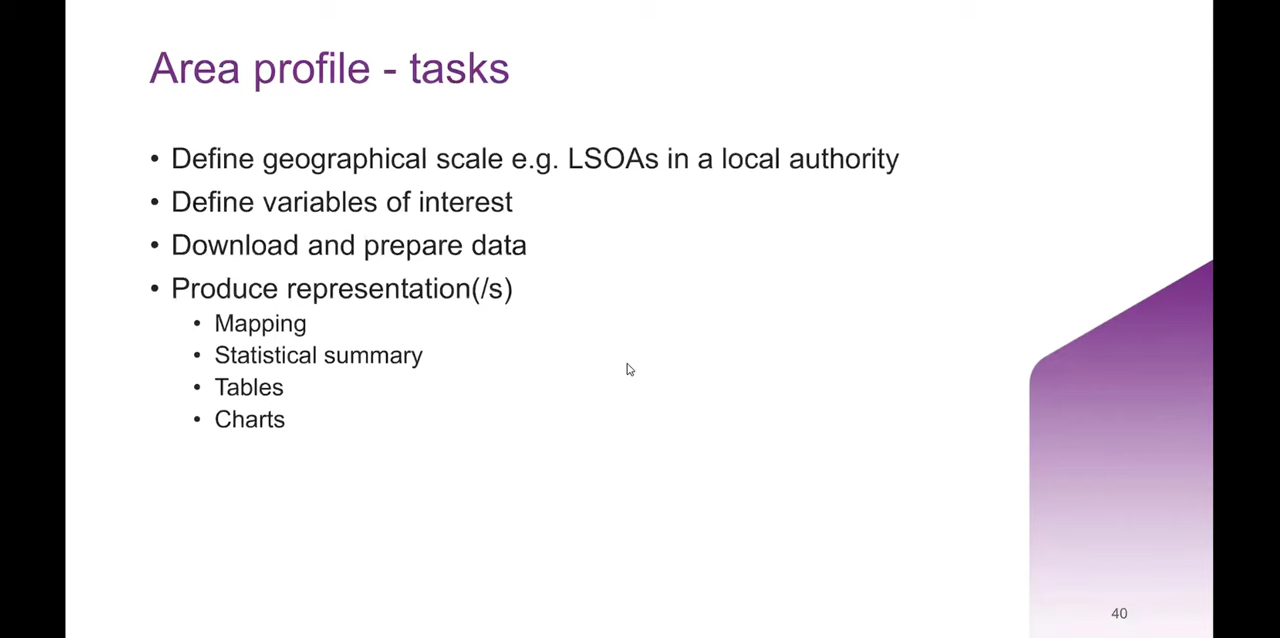 Area profile - tasks
• Define geographical scale e.g. LSOAs in a local authority
• Define variables of interest
• Download and prepare data
• Produce representation(/s)
• Mapping
• Statistical summary
• Tables
• Charts
40